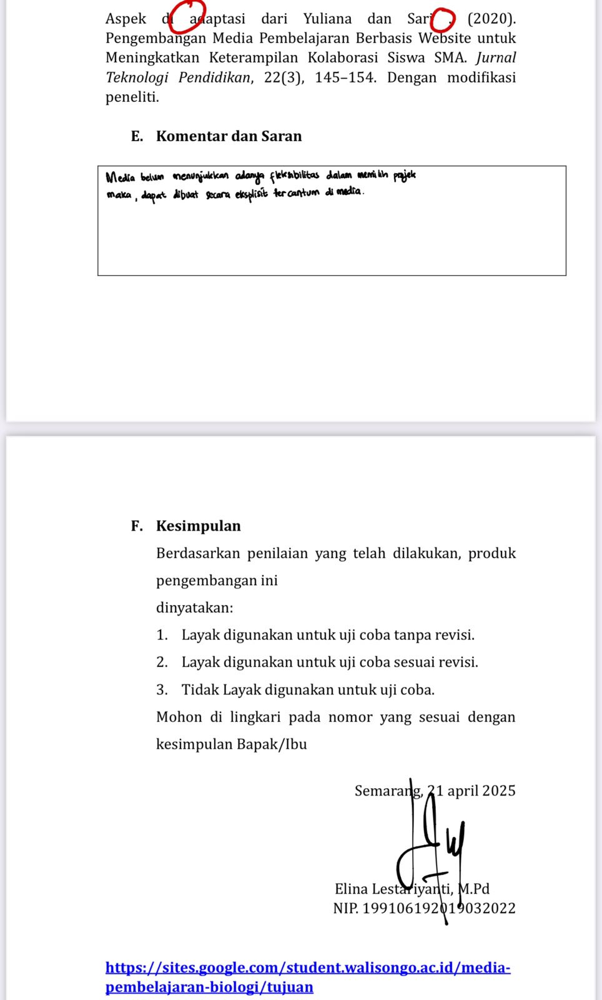 Aspek di adaptasi dari Yuliana dan Sari . (2020).
Pengembangan Media Pembelajaran Berbasis Website untuk
Meningkatkan Keterampilan Kolaborasi Siswa SMA. Jurnal
Teknologi Pendidikan, 22(3), 145–154. Dengan modifikasi
peneliti.
E. Komentar dan Saran
Media belum menunjukkan adanya fleksibilitas dalam memilih projek
maka, dapat dibuat secara eksplisit tercantum di media.
F. Kesimpulan
Berdasarkan penilaian yang telah dilakukan, produk
pengembangan ini
dinyatakan:
1. Layak digunakan untuk uji coba tanpa revisi.
2. Layak digunakan untuk uji coba sesuai revisi.
3. Tidak Layak digunakan untuk uji coba.
Mohon di lingkari pada nomor yang sesuai dengan
kesimpulan Bapak/Ibu
Semarang, 21 april 2025
Elina Lestariyanti, M.Pd
NIP. 199106192019032022
https://sites.google.com/student.walisongo.ac.id/media-
pembelajaran-biologi/tujuan